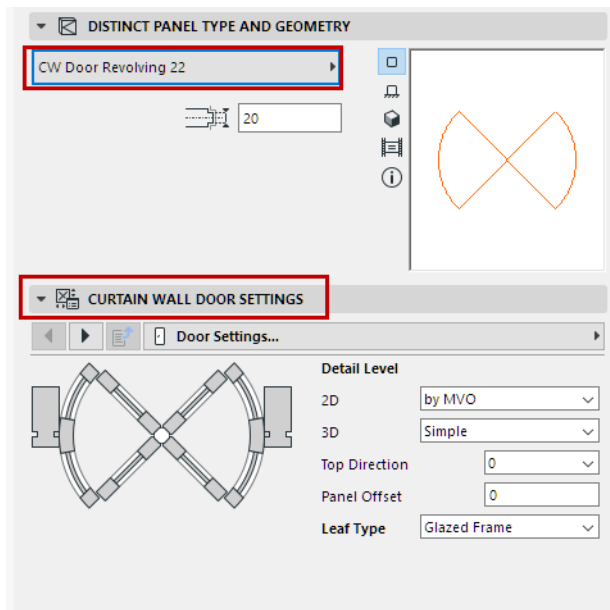 DISTINCT PANEL TYPE AND GEOMETRY
CW Door Revolving 22
20
CURTAIN WALL DOOR SETTINGS
Door Settings...
Detail Level
2D by MVO
3D Simple
Top Direction 0
Panel Offset 0
Leaf Type Glazed Frame